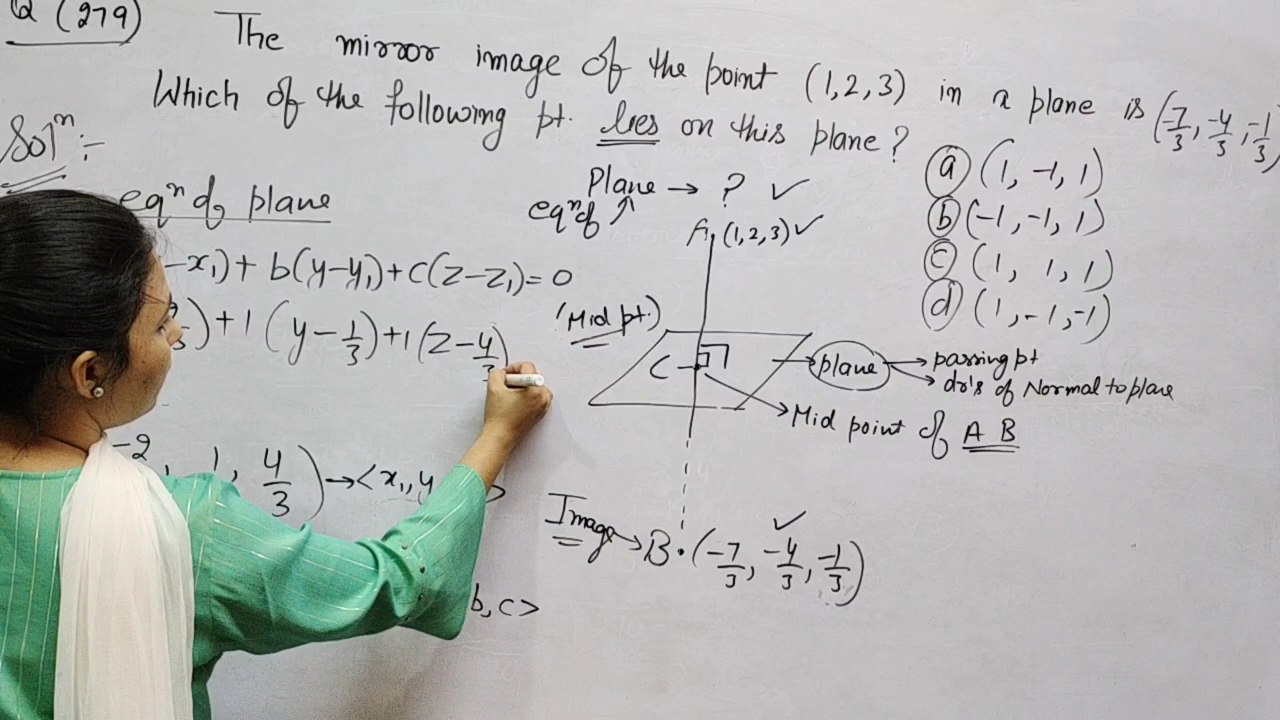 Q (279) The mirror image of the point (1,2,3) in a plane is (-7/3, -4/3, -1/3)
Which of the following pt. lies on this plane?
Solⁿ :-
eqⁿ of plane
-x₁) + b(y-y₁) + c(z-z₁) = 0
) + 1 (y - 1/3) + 1 (z - 4/3)
-2, 1, 4/3) → <x₁, y >
b, c>
Plane → ? ✓
eqⁿ of ↑
A (1,2,3) ✓
(Mid pt.)
C
plane → passing pt
→ dr's of Normal to plane
Mid point of A B
Image → B • (-7/3, -4/3, -1/3) ✓
(a) (1, -1, 1)
(b) (-1, -1, 1)
(c) (1, 1, 1)
(d) (1, -1, -1)